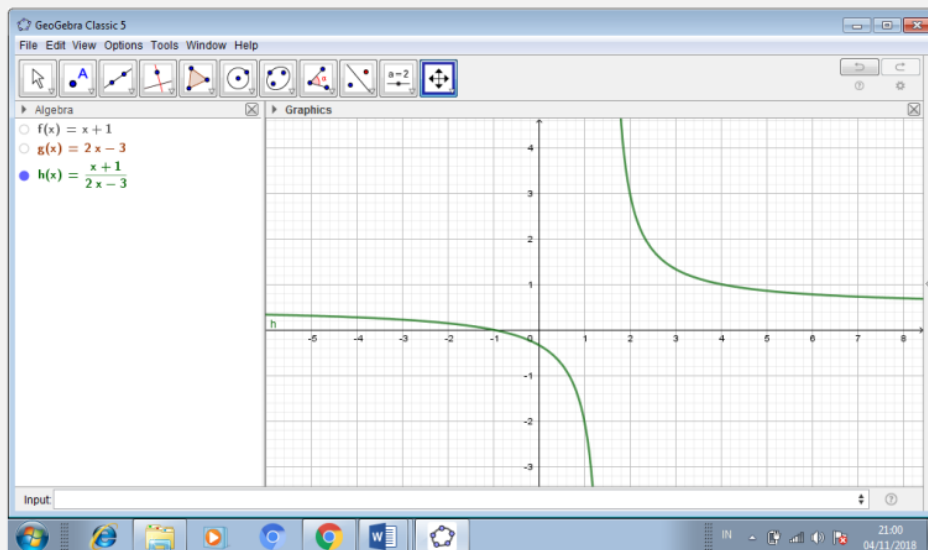 GeoGebra Classic 5
File Edit View Options Tools Window Help
A
α
a=2
Algebra
Graphics
f(x) = x + 1
g(x) = 2 x − 3
h(x) = x + 1
2 x − 3
4
3
2
1
h
-5 -4 -3 -2 -1 0 1 2 3 4 5 6 7 8
-1
-2
-3
Input:
IN
21:00
04/11/2018